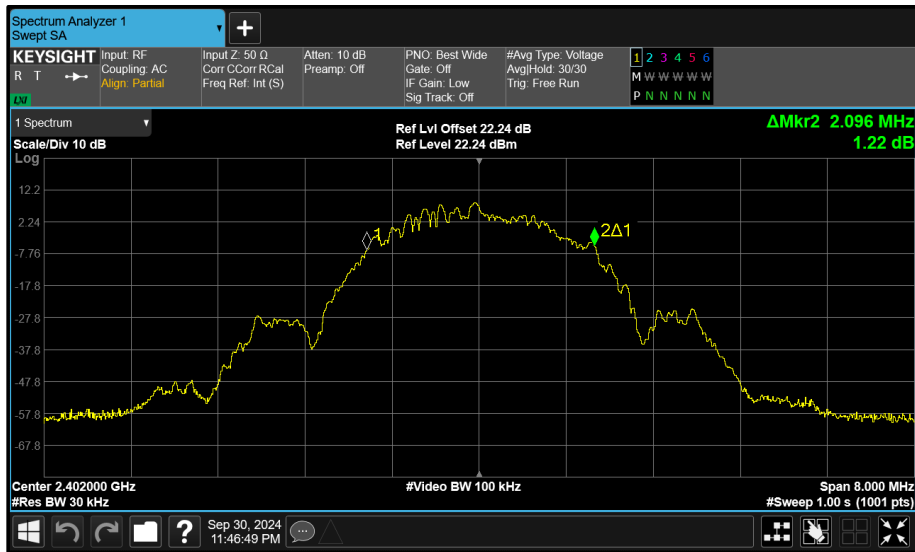 Spectrum Analyzer 1
Swept SA
+
KEYSIGHT
R T
LXI
Input: RF
Coupling: AC
Align: Partial
Input Z: 50 Ω
Corr CCorr RCal
Freq Ref: Int (S)
Atten: 10 dB
Preamp: Off
PNO: Best Wide
Gate: Off
IF Gain: Low
Sig Track: Off
#Avg Type: Voltage
Avg|Hold: 30/30
Trig: Free Run
1 2 3 4 5 6
M W W W W W
P N N N N N
1 Spectrum
Scale/Div 10 dB
Log
Ref Lvl Offset 22.24 dB
Ref Level 22.24 dBm
ΔMkr2 2.096 MHz
1.22 dB
12.2
2.24
-7.76
-17.8
-27.8
-37.8
-47.8
-57.8
-67.8
1
2Δ1
Center 2.402000 GHz
#Video BW 100 kHz
Span 8.000 MHz
#Res BW 30 kHz
#Sweep 1.00 s (1001 pts)
?
Sep 30, 2024
11:46:49 PM